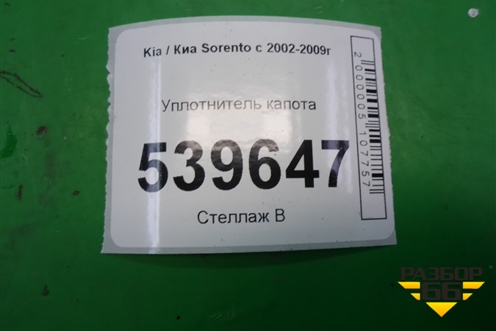 Kia / Киа Sorento с 2002-2009г
Уплотнитель капота
539647
Стеллаж В
2000005107757
РАЗБОР
66